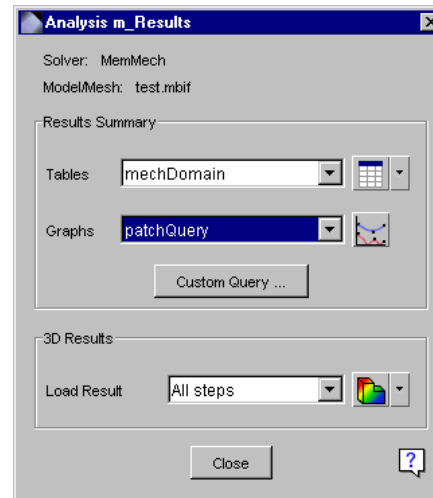 Analysis m_Results
Solver: MemMech
Model/Mesh: test.mbif
Results Summary
Tables mechDomain
Graphs patchQuery
Custom Query ...
3D Results
Load Result All steps
Close ?